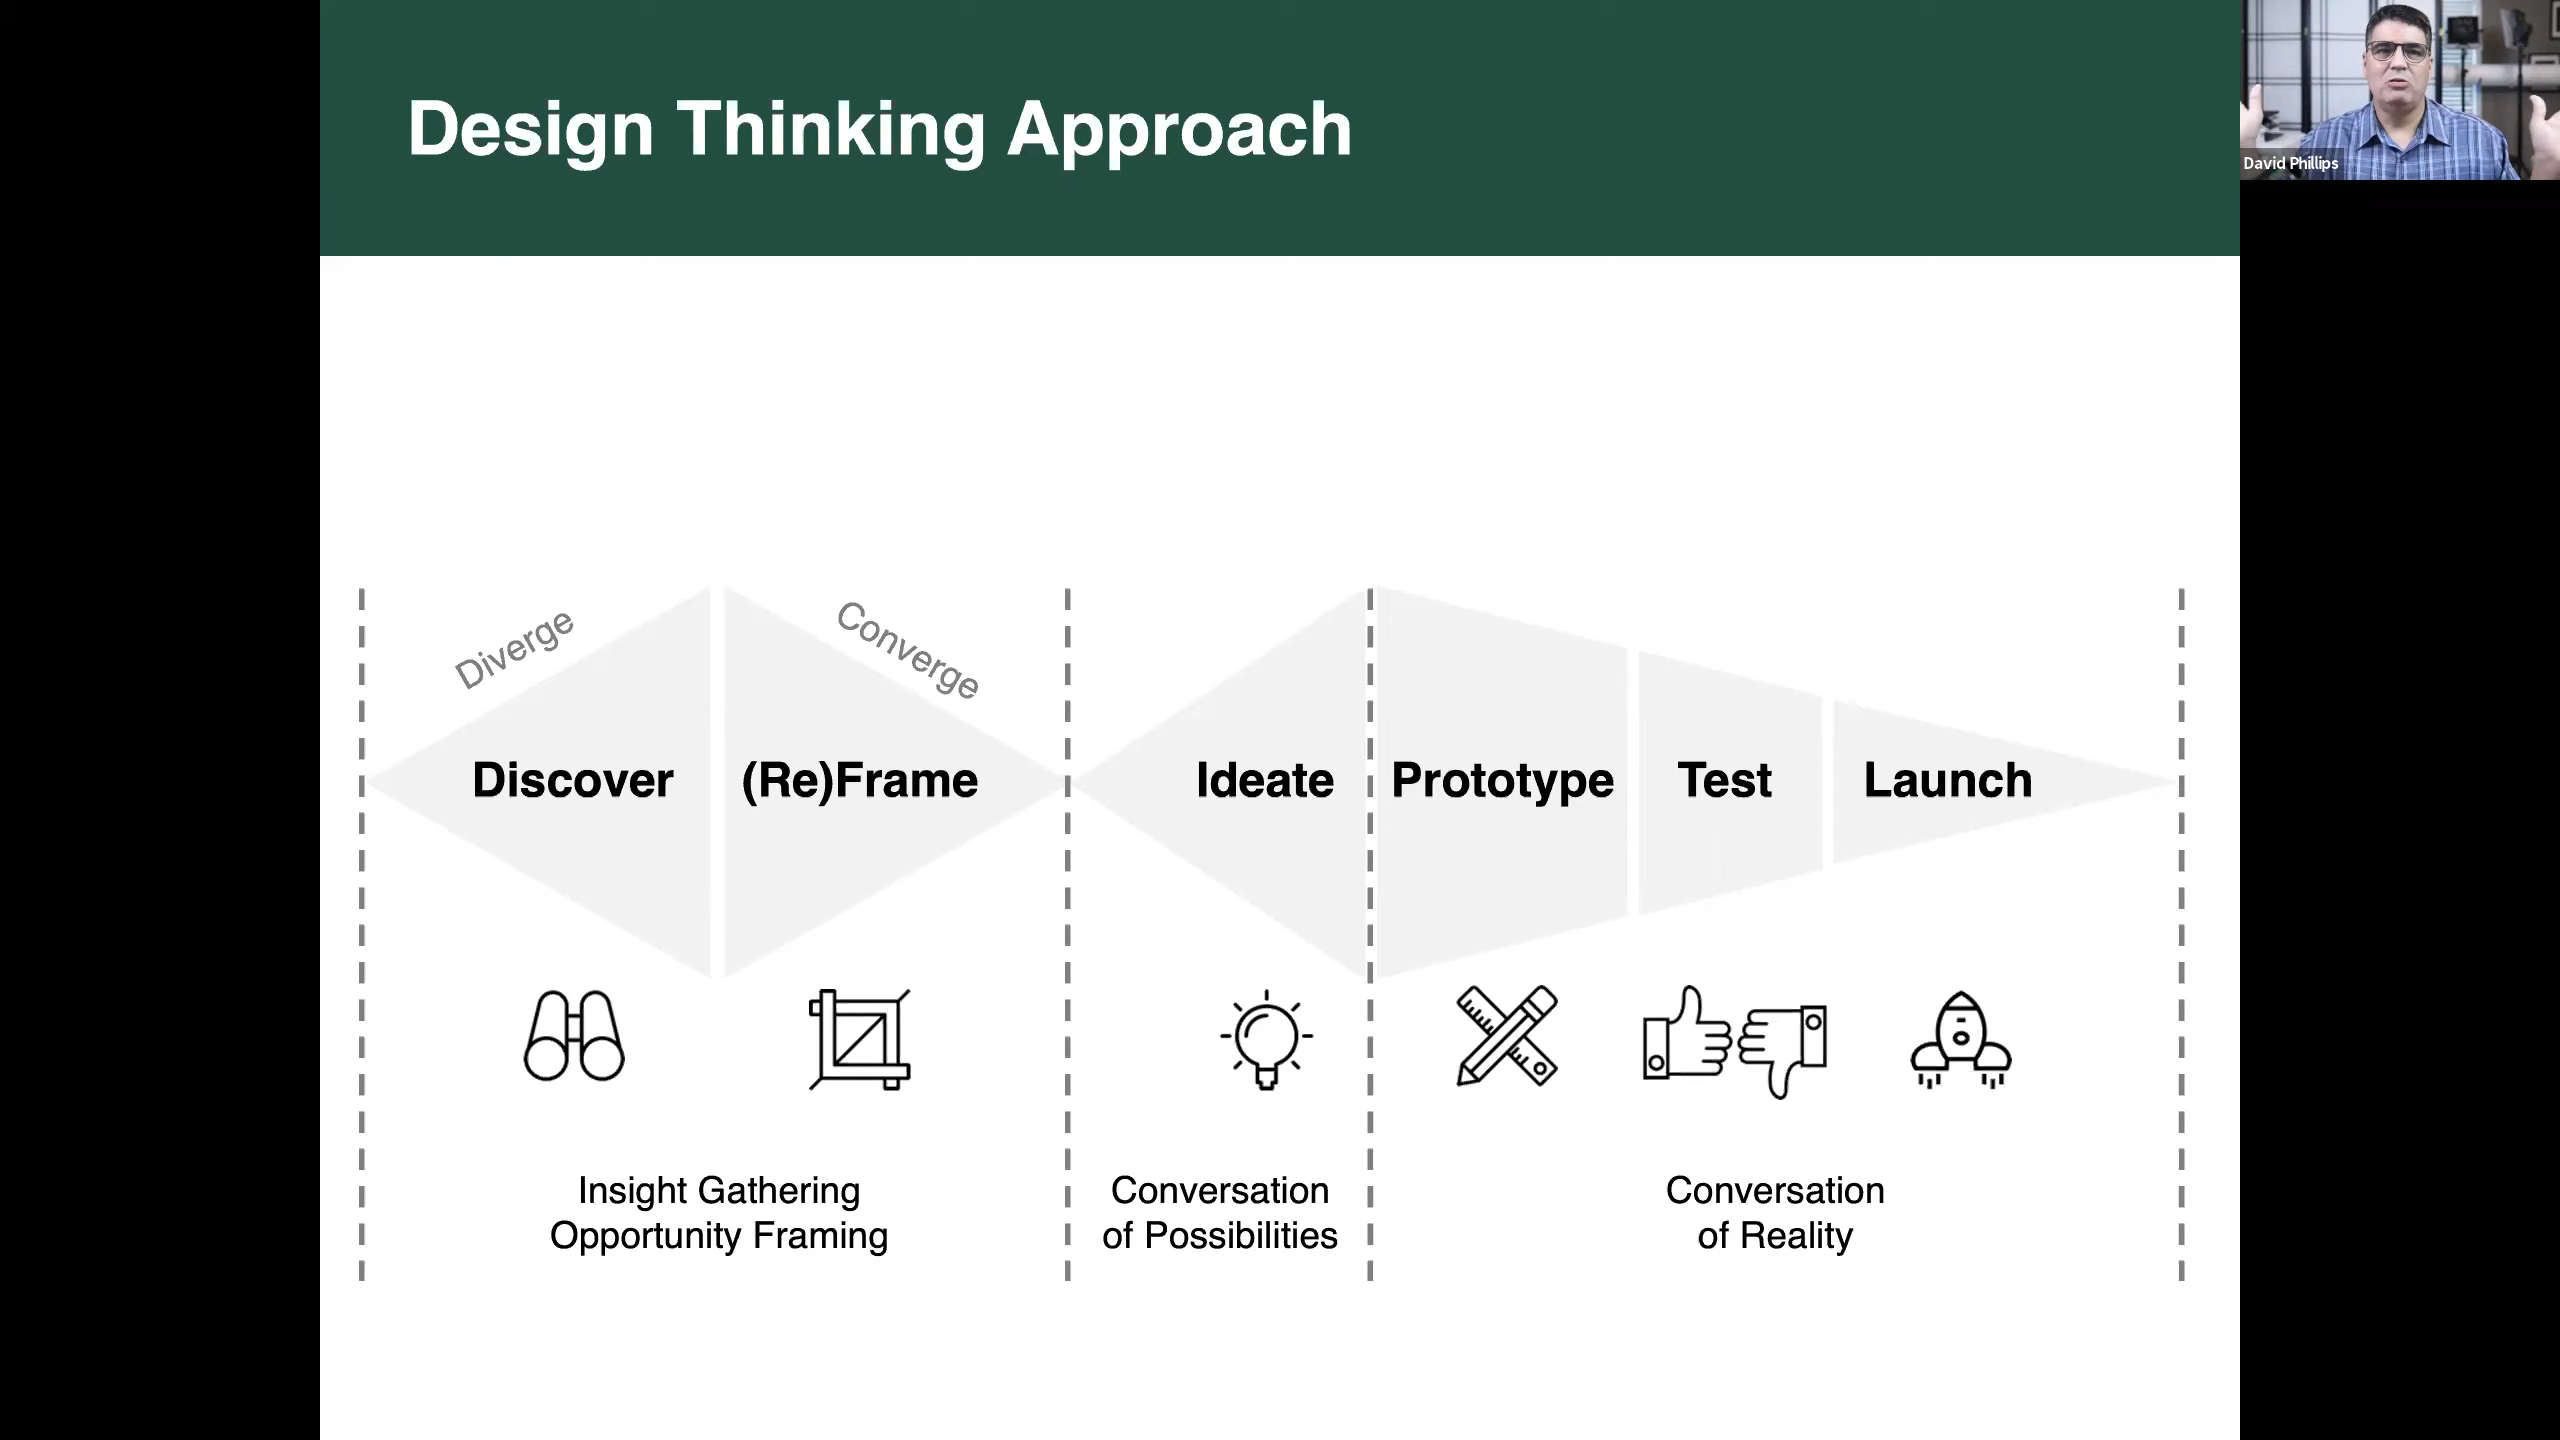 Design Thinking Approach
David Phillips
Diverge
Converge
Discover
(Re)Frame
Ideate
Prototype
Test
Launch
Insight Gathering
Opportunity Framing
Conversation
of Possibilities
Conversation
of Reality